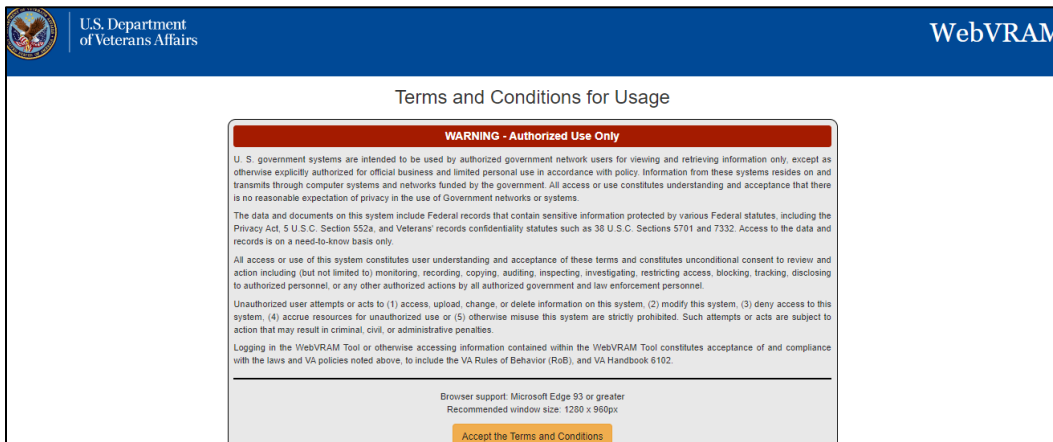 U.S. Department
of Veterans Affairs
WebVRAM
Terms and Conditions for Usage
WARNING - Authorized Use Only
U. S. government systems are intended to be used by authorized government network users for viewing and retrieving information only, except as
otherwise explicitly authorized for official business and limited personal use in accordance with policy. Information from these systems resides on and
transmits through computer systems and networks funded by the government. All access or use constitutes understanding and acceptance that there
is no reasonable expectation of privacy in the use of Government networks or systems.
The data and documents on this system include Federal records that contain sensitive information protected by various Federal statutes, including the
Privacy Act, 5 U.S.C. Section 552a, and Veterans' records confidentiality statutes such as 38 U.S.C. Sections 5701 and 7332. Access to the data and
records is on a need-to-know basis only.
All access or use of this system constitutes user understanding and acceptance of these terms and constitutes unconditional consent to review and
action including (but not limited to) monitoring, recording, copying, auditing, inspecting, investigating, restricting access, blocking, tracking, disclosing
to authorized personnel, or any other authorized actions by all authorized government and law enforcement personnel.
Unauthorized user attempts or acts to (1) access, upload, change, or delete information on this system, (2) modify this system, (3) deny access to this
system, (4) accrue resources for unauthorized use or (5) otherwise misuse this system are strictly prohibited. Such attempts or acts are subject to
action that may result in criminal, civil, or administrative penalties.
Logging in the WebVRAM Tool or otherwise accessing information contained within the WebVRAM Tool constitutes acceptance of and compliance
with the laws and VA policies noted above, to include the VA Rules of Behavior (RoB), and VA Handbook 6102.
Browser support: Microsoft Edge 93 or greater
Recommended window size: 1280 x 960px
Accept the Terms and Conditions